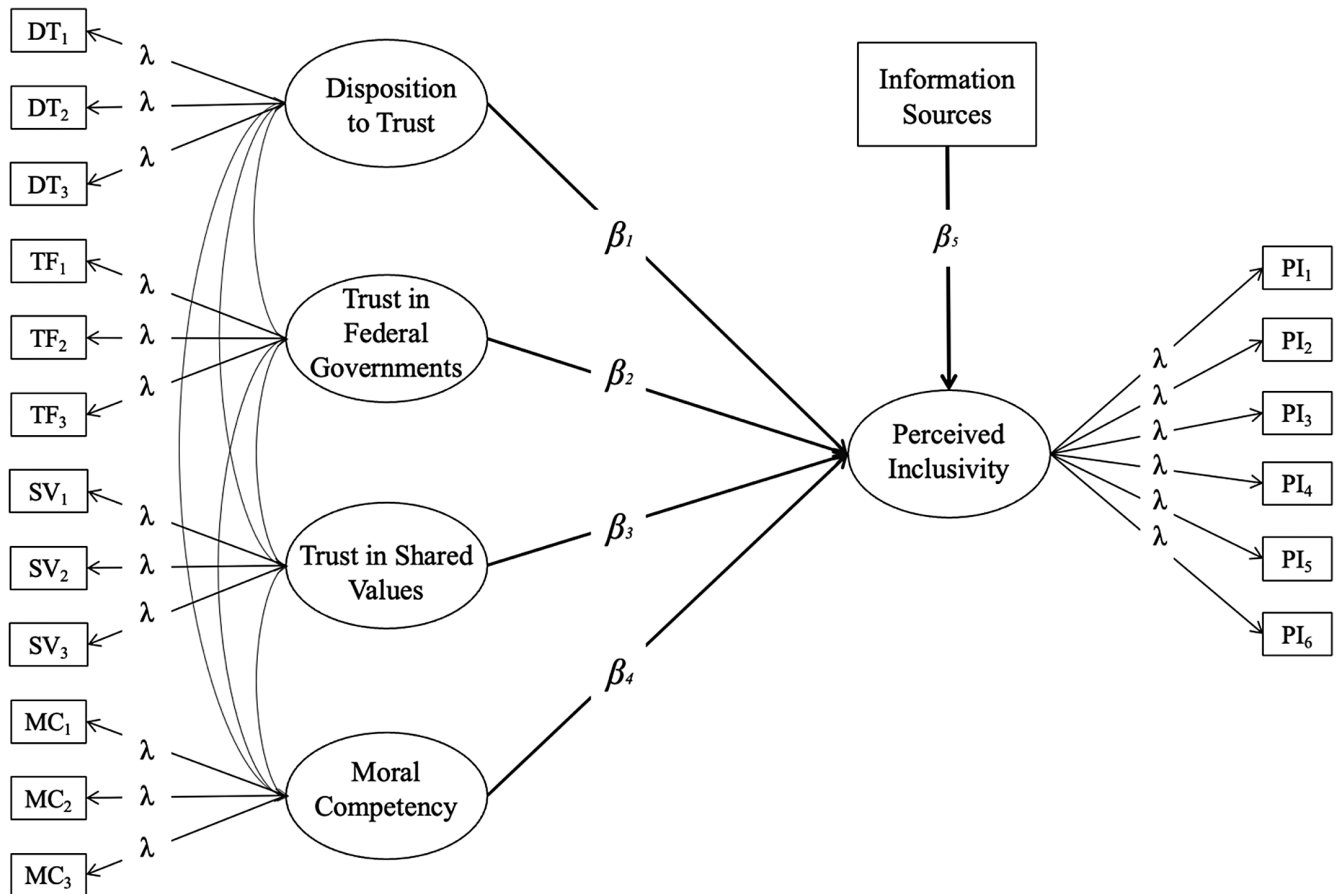 DT₁
λ
DT₂
λ
DT₃
λ
Disposition
to Trust
TF₁
λ
TF₂
λ
TF₃
λ
Trust in
Federal
Governments
SV₁
λ
SV₂
λ
SV₃
λ
Trust in Shared
Values
MC₁
λ
MC₂
λ
MC₃
λ
Moral
Competency
β₁
β₂
β₃
β₄
Information
Sources
β₅
Perceived
Inclusivity
λ
λ
λ
λ
λ
λ
PI₁
PI₂
PI₃
PI₄
PI₅
PI₆